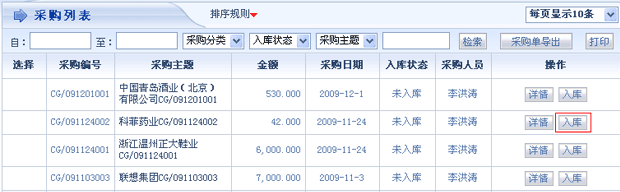 采购列表 排序规则 每页显示10条
自： 至： 采购分类 入库状态 采购主题 检索 采购单导出 打印
选择 采购编号 采购主题 金额 采购日期 入库状态 采购人员 操作
CG/091201001 中国青岛酒业（北京）有限公司CG/091201001 530.000 2009-12-1 未入库 李洪涛 详情 入库
CG/091124002 科菲药业CG/091124002 42.000 2009-11-24 未入库 李洪涛 详情 入库
CG/091124001 浙江温州正大鞋业CG/091124001 6,000.000 2009-11-24 未入库 李洪涛 详情 入库
CG/091103003 联想集团CG/091103003 7,000.000 2009-11-3 未入库 李洪涛 详情 入库